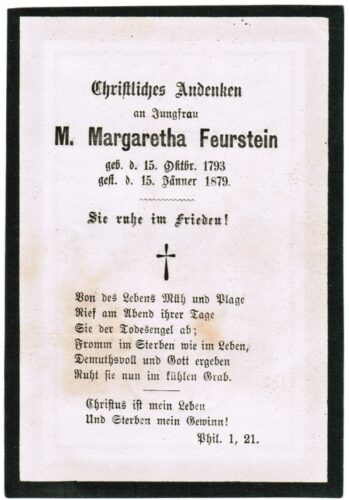 Christliches Andenken
an Jungfrau
M. Margaretha Feurstein
geb. d. 15. Oktbr. 1793
gest. d. 15. Jänner 1879.
Sie ruhe im Frieden!
Von des Lebens Müh und Plage
Rief am Abend ihrer Tage
Sie der Todesengel ab;
Fromm im Sterben wie im Leben,
Demuthsvoll und Gott ergeben
Ruht sie nun im kühlen Grab.
Christus ist mein Leben
Und Sterben mein Gewinn!
Phil. 1, 21.